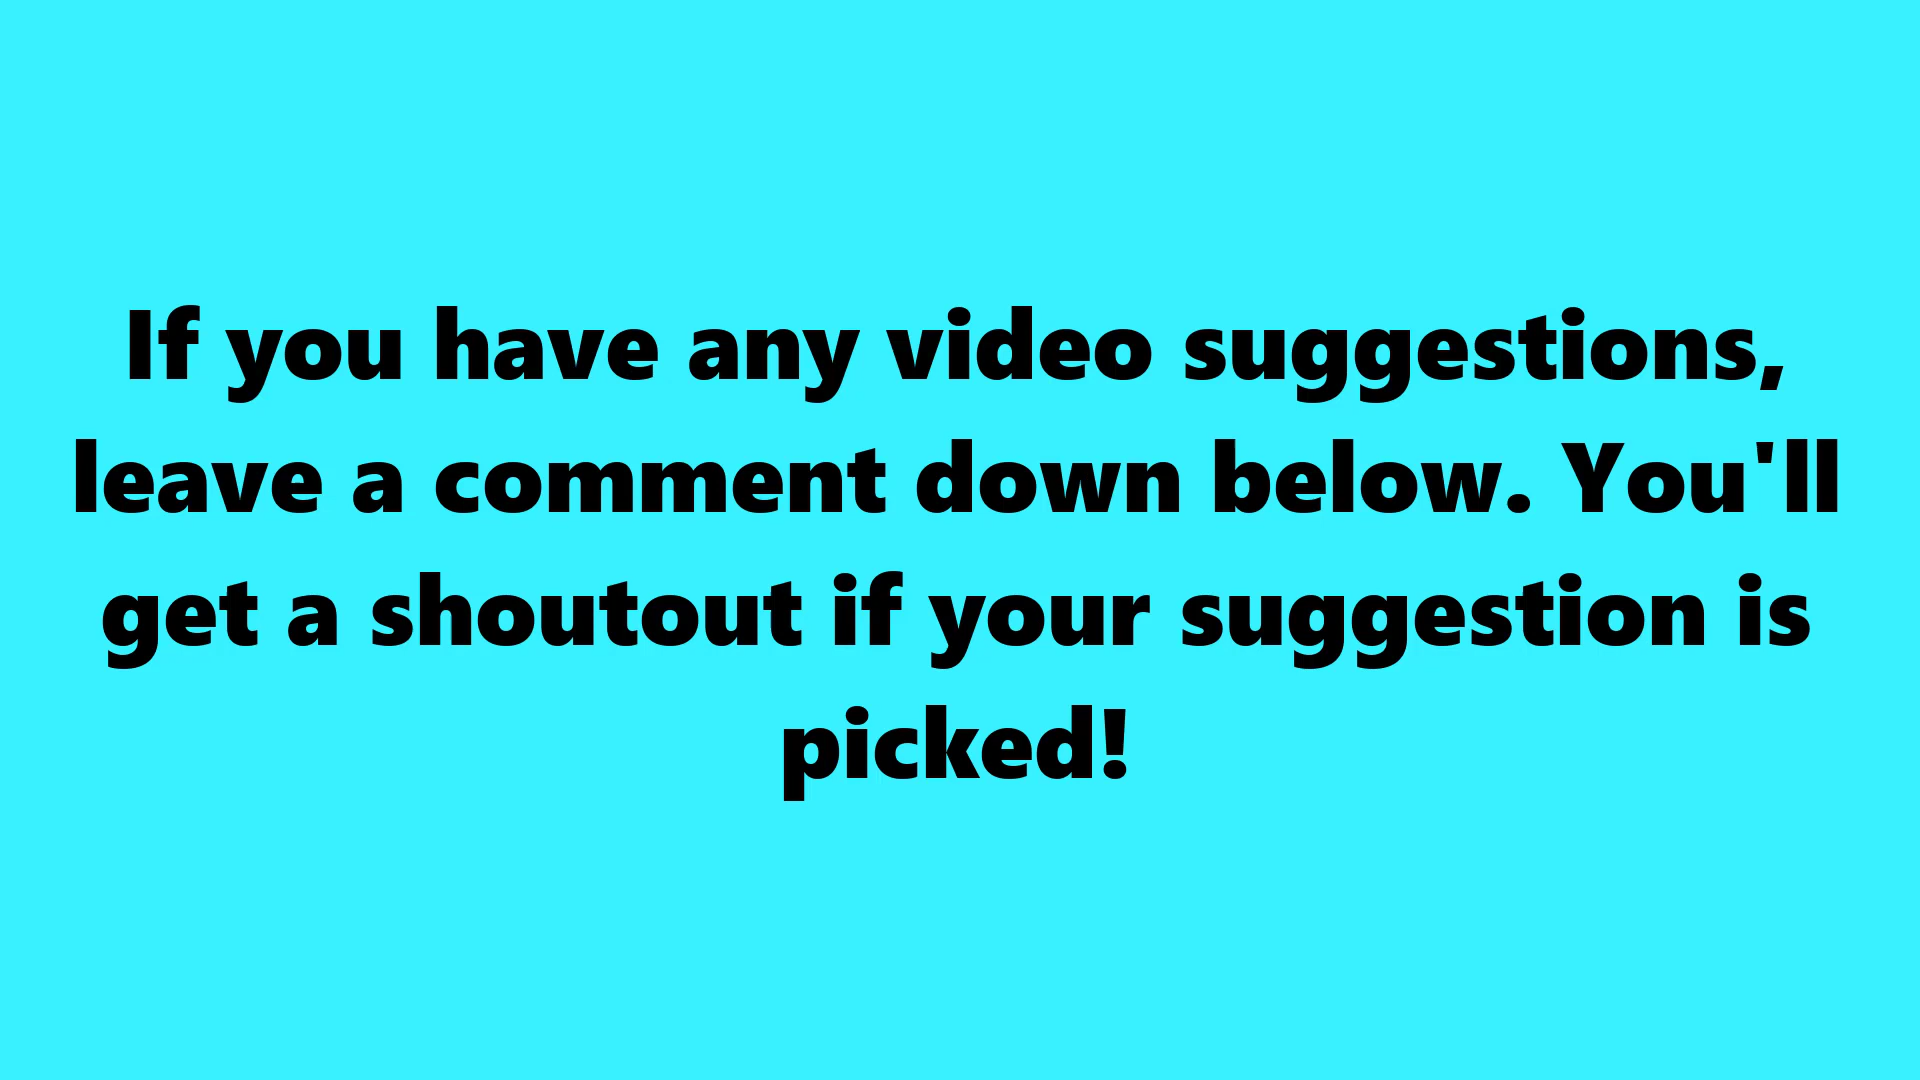 If you have any video suggestions,
leave a comment down below. You'll
get a shoutout if your suggestion is
picked!